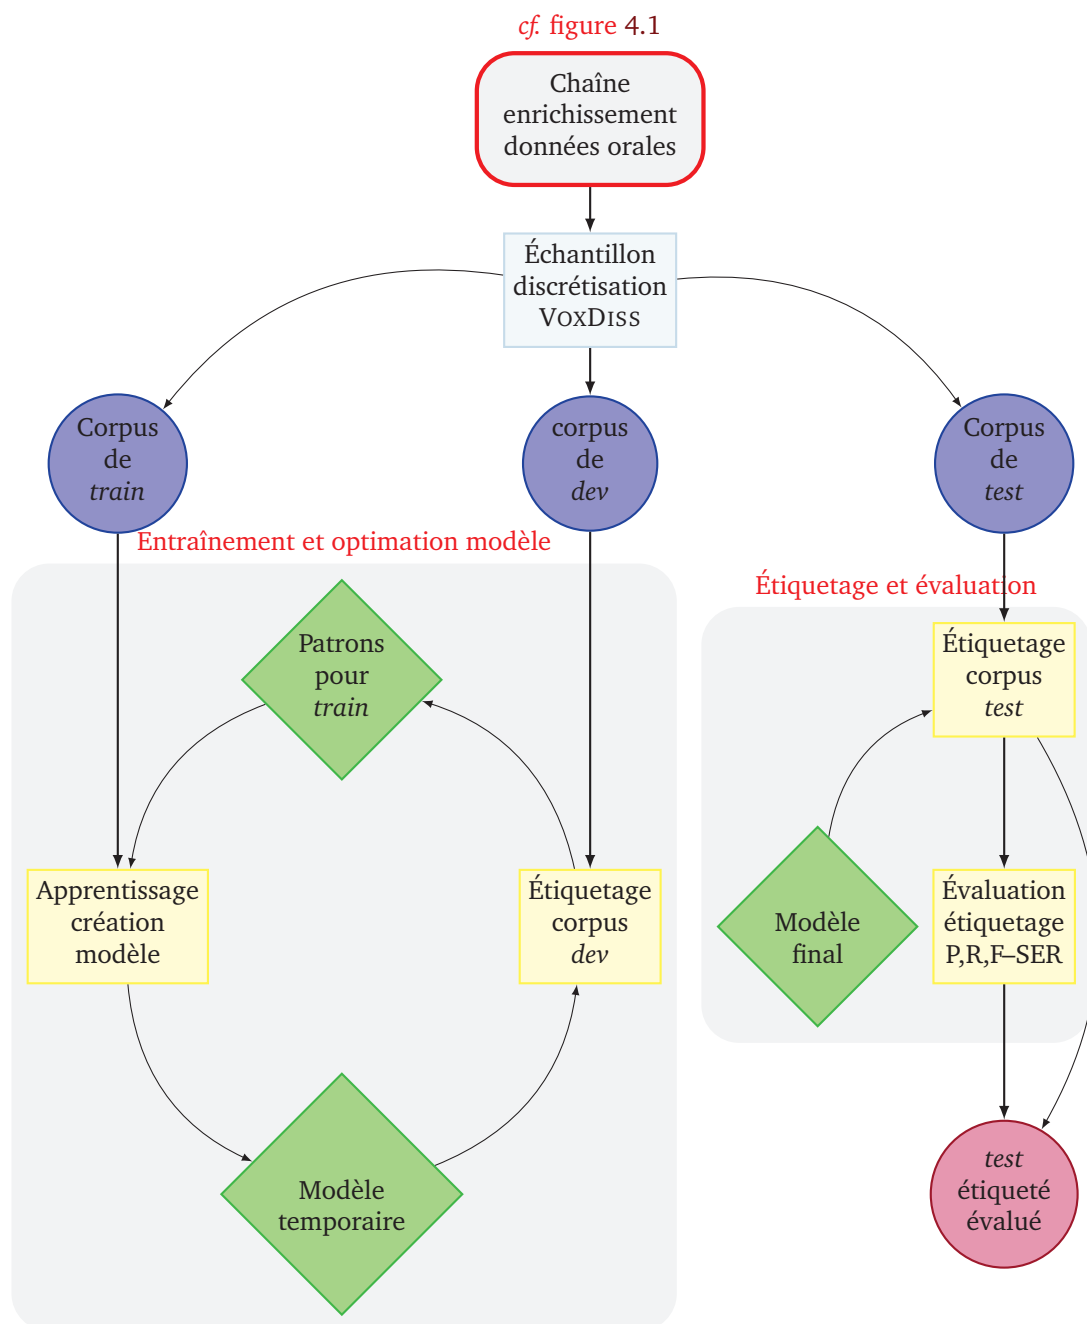 cf. figure 4.1
Chaîne
enrichissement
données orales
Échantillon
discrétisation
VOXDISS
Corpus
de
train
corpus
de
dev
Corpus
de
test
Entraînement et optimation modèle
Étiquetage et évaluation
Patrons
pour
train
Étiquetage
corpus
test
Apprentissage
création
modèle
Étiquetage
corpus
dev
Modèle
final
Évaluation
étiquetage
P,R,F–SER
Modèle
temporaire
test
étiqueté
évalué